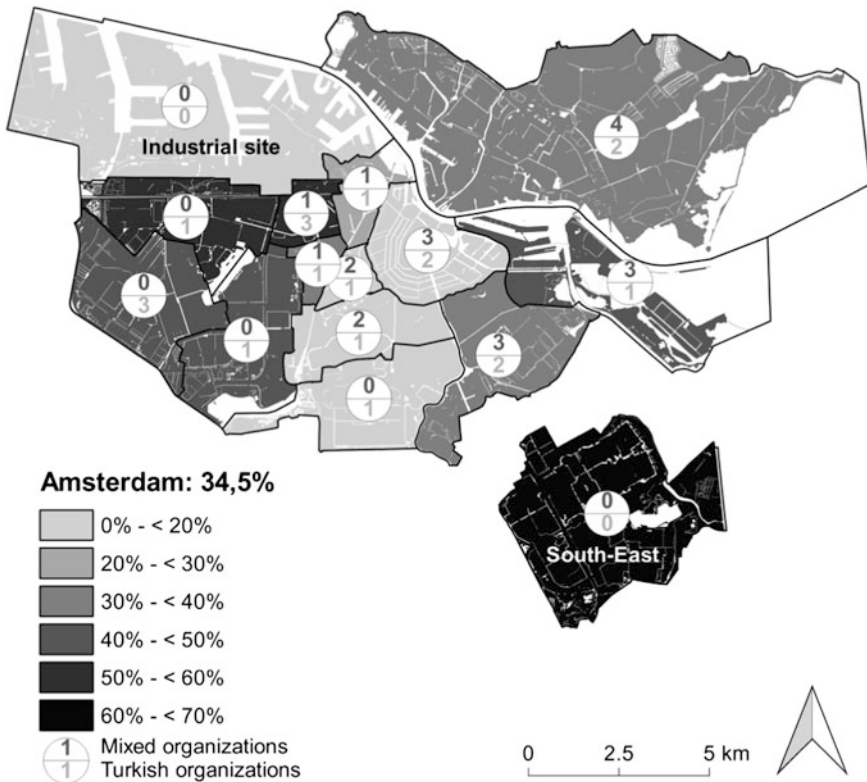 0
0
Industrial site
4
2
1
1
0
1
1
3
3
2
1
1
2
1
3
1
0
3
0
1
2
1
3
2
0
1
0
0
South-East
Amsterdam: 34,5%
0% - < 20%
20% - < 30%
30% - < 40%
40% - < 50%
50% - < 60%
60% - < 70%
1 Mixed organizations
1 Turkish organizations
0 2.5 5 km